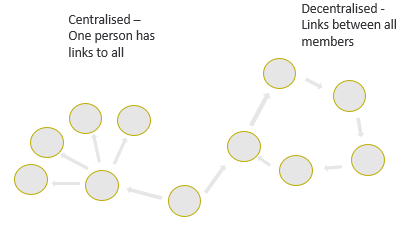 Centralised –
One person has
links to all
Decentralised -
Links between all
members